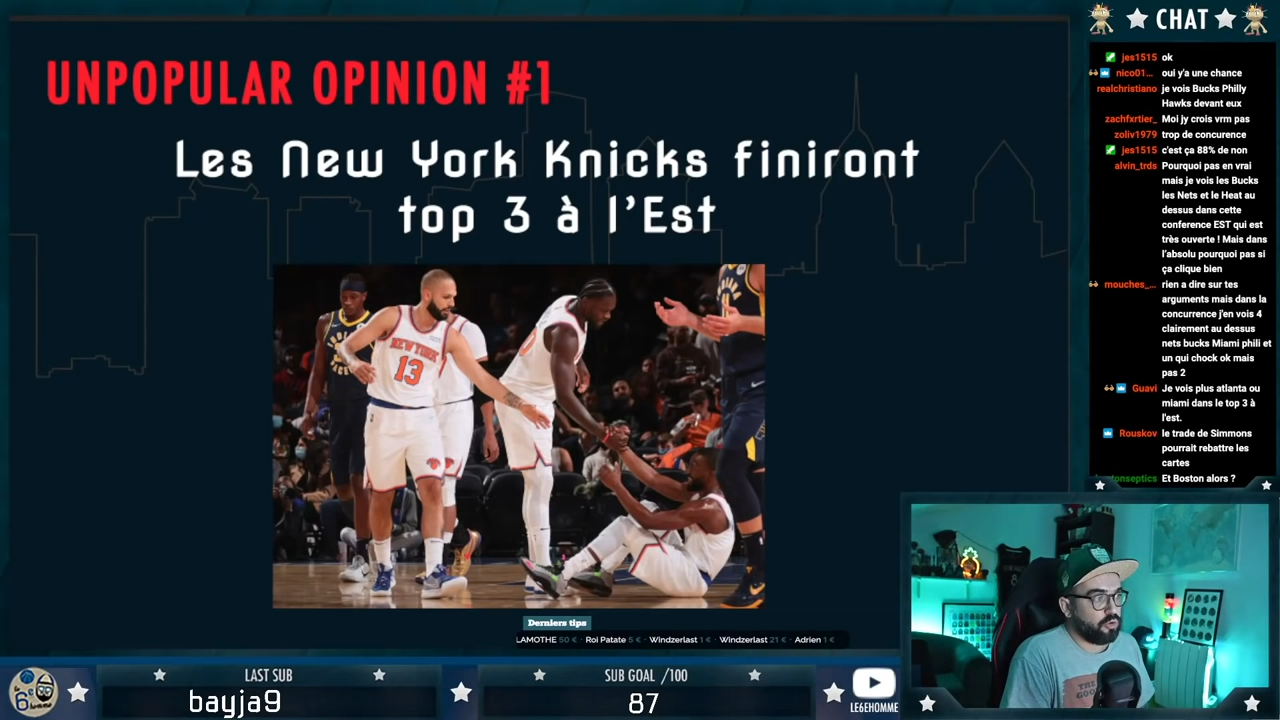 UNPOPULAR OPINION #1
Les New York Knicks finiront
top 3 à l'Est
NEW YORK
13
CHAT
jes1515 ok
nico01... oui y'a une chance
realchristiano je vois Bucks Philly
Hawks devant eux
zachfxrtier_ Moi jy crois vrm pas
zoliv1979 trop de concurence
jes1515 c'est ça 88% de non
alvin_trds Pourquoi pas en vrai
mais je vois les Bucks
les Nets et le Heat au
dessus dans cette
conference EST qui est
très ouverte ! Mais dans
l'absolu pourquoi pas si
ça clique bien
mouches_... rien a dire sur tes
arguments mais dans la
concurrence j'en vois 4
clairement au dessus
nets bucks Miami phili et
un qui chock ok mais
pas 2
Guavi Je vois plus atlanta ou
miami dans le top 3 à
l'est.
Rouskov le trade de Simmons
pourrait rebattre les
cartes
onseptics Et Boston alors ?
Derniers tips
LAMOTHE 50 € · Roi Patate 5 € · Windzerlast 1 € · Windzerlast 21 € · Adrien 1 €
LAST SUB
bayja9
SUB GOAL /100
87
LE6EHOMME